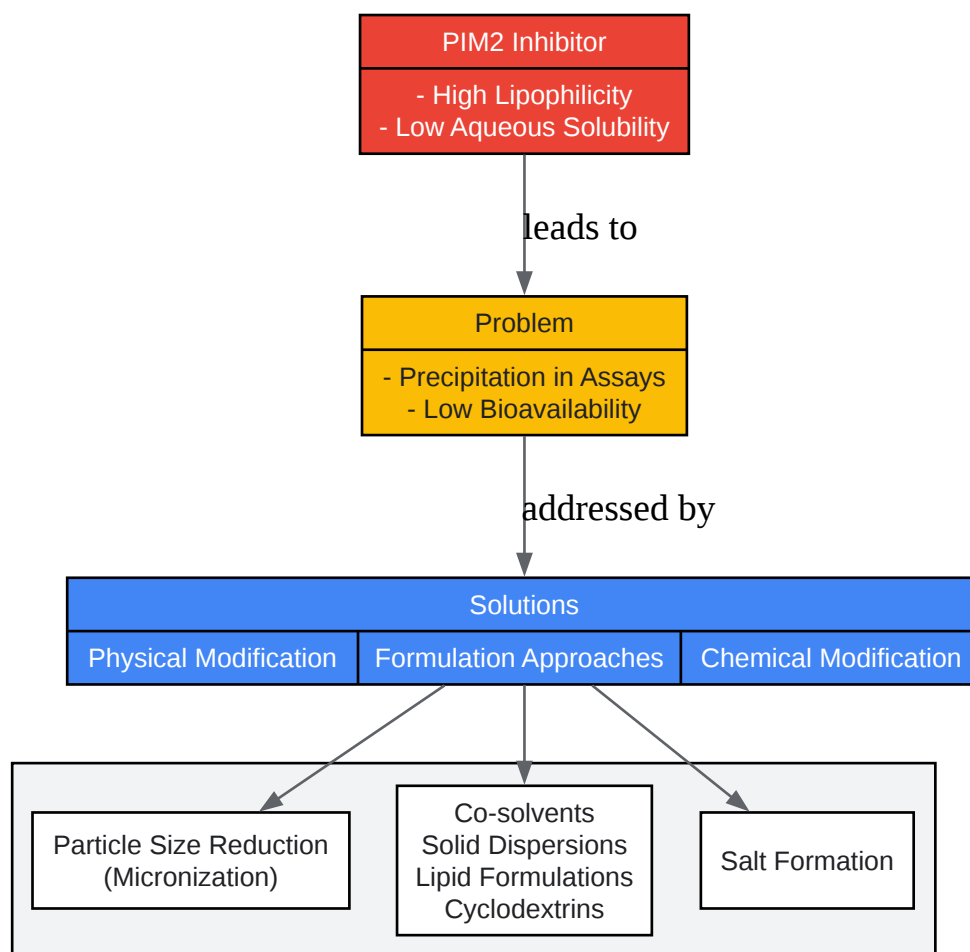 PIM2 Inhibitor
- High Lipophilicity
- Low Aqueous Solubility
leads to
Problem
- Precipitation in Assays
- Low Bioavailability
addressed by
Solutions
Physical Modification
Formulation Approaches
Chemical Modification
Particle Size Reduction
(Micronization)
Co-solvents
Solid Dispersions
Lipid Formulations
Cyclodextrins
Salt Formation